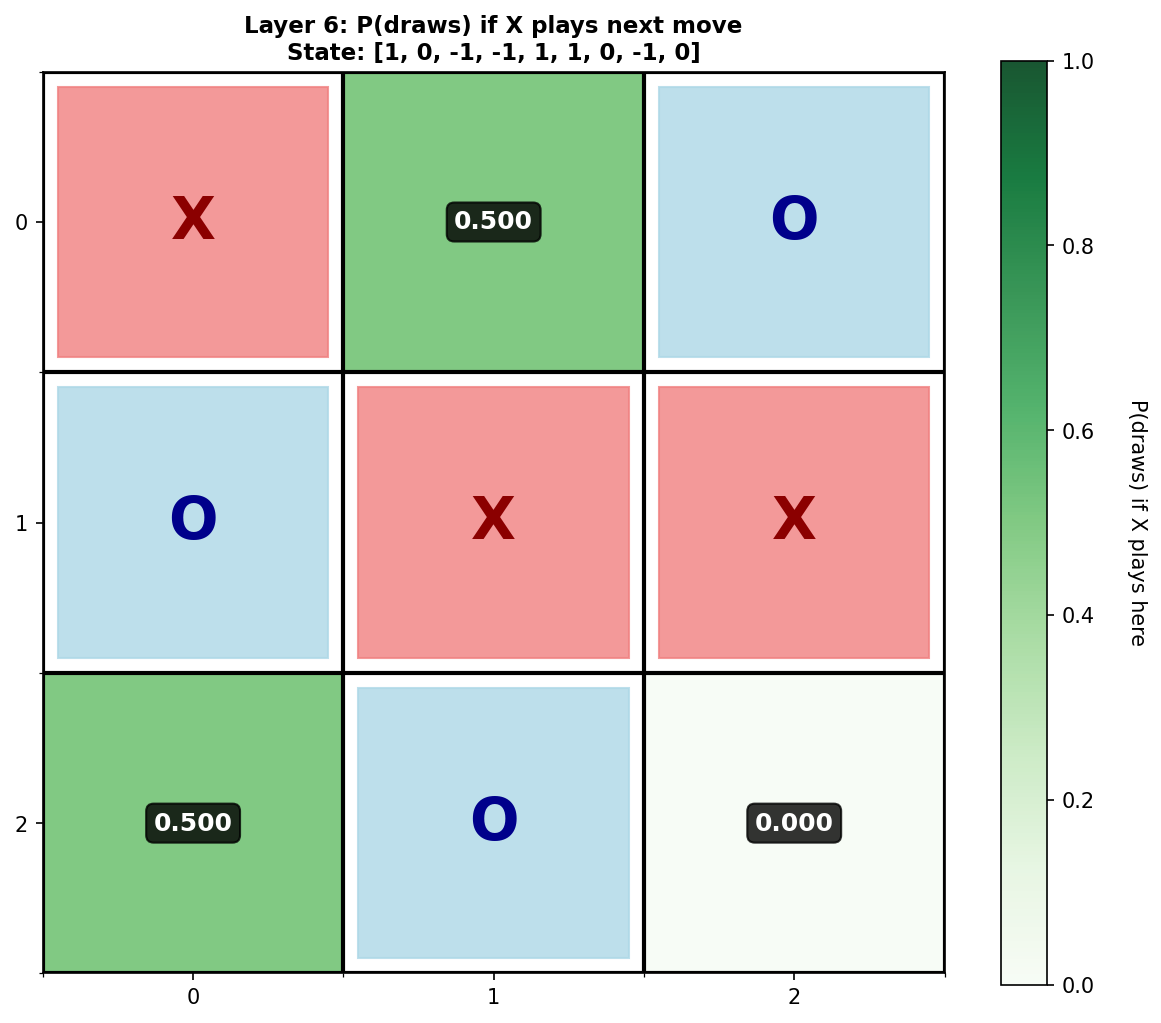 Layer 6: P(draws) if X plays next move
State: [1, 0, -1, -1, 1, 1, 0, -1, 0]
X
0.500
O
O
X
X
0.500
O
0.000
0
1
2
0
1
2
1.0
0.8
0.6
0.4
0.2
0.0
P(draws) if X plays here